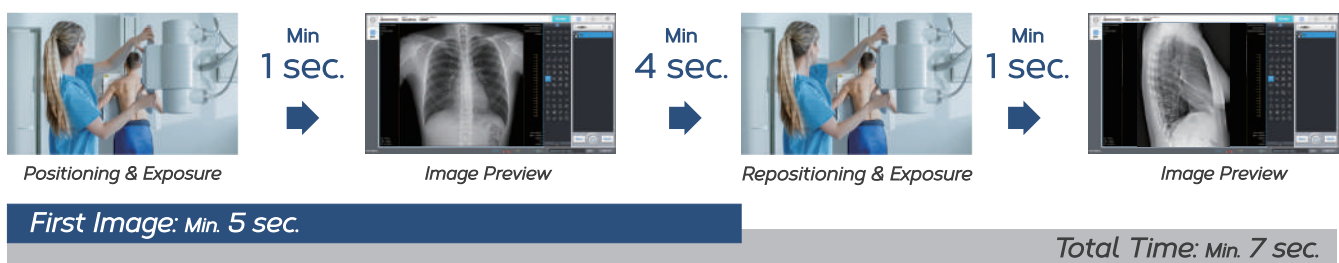 Min
1 sec.
Min
4 sec.
Min
1 sec.
Positioning & Exposure
Image Preview
Repositioning & Exposure
Image Preview
First Image: Min. 5 sec.
Total Time: Min. 7 sec.